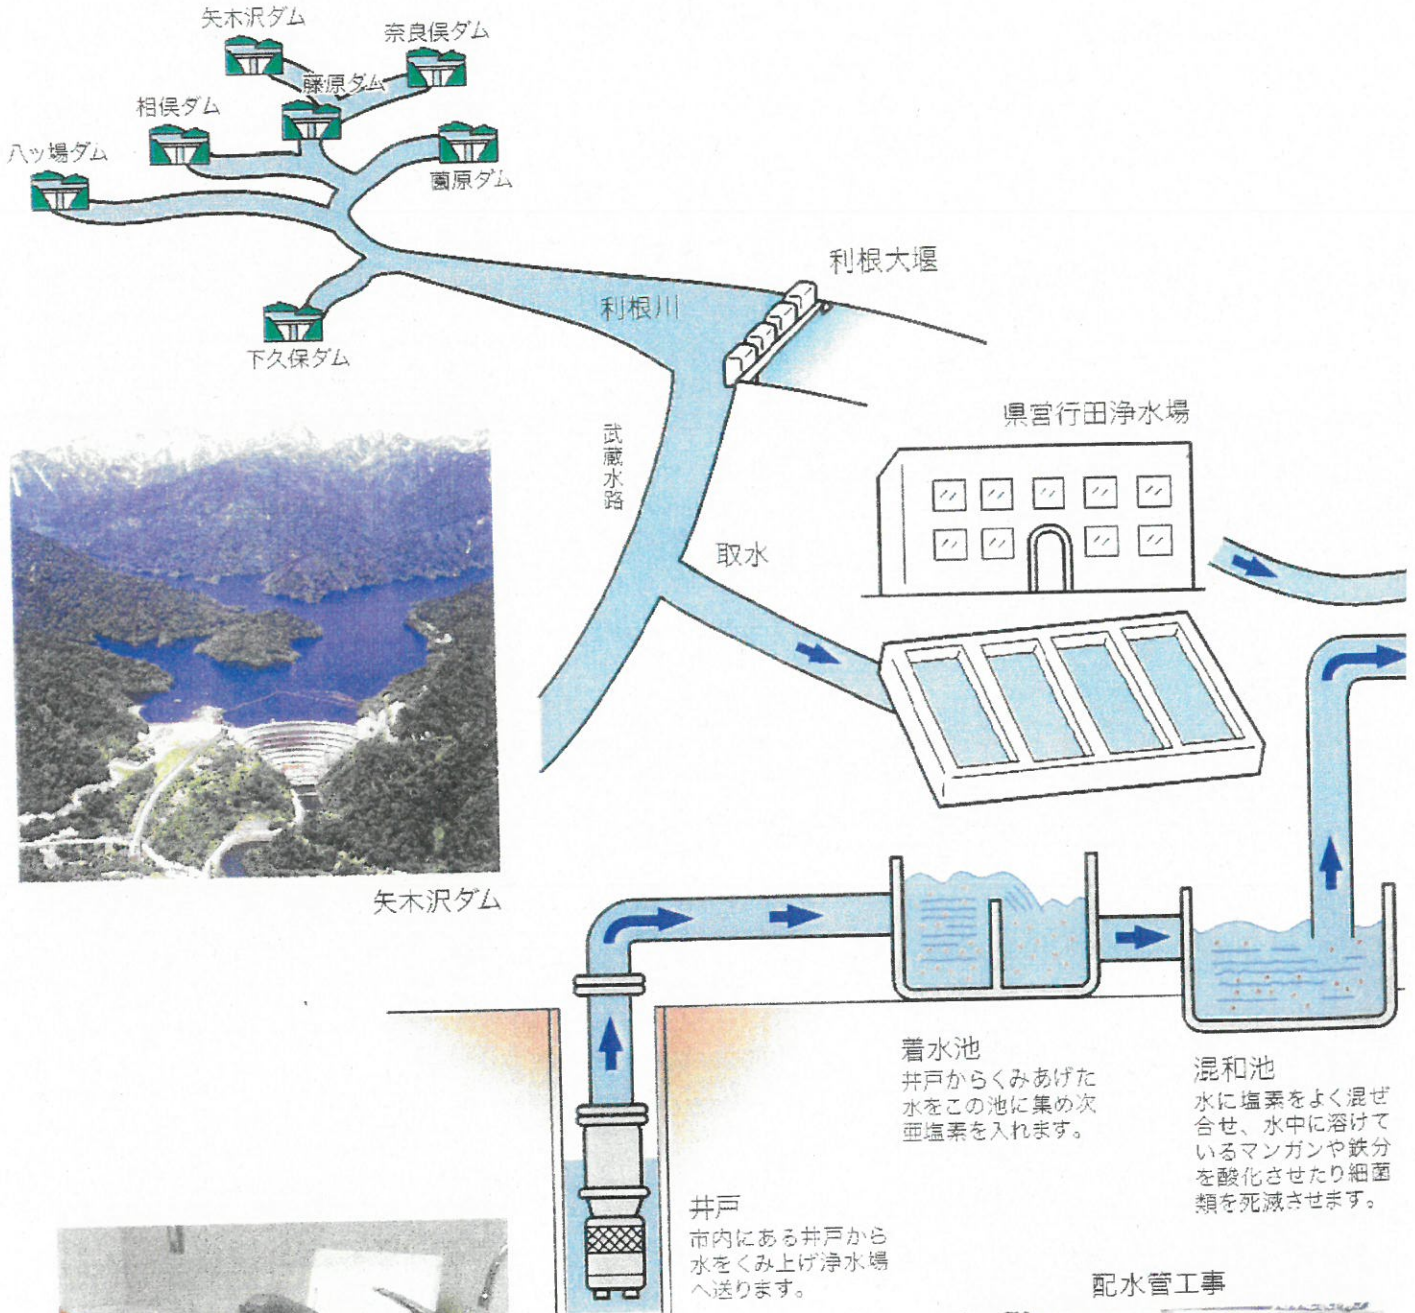 矢木沢ダム
奈良俣ダム
藤原ダム
相俣ダム
八ッ場ダム
薗原ダム
利根大堰
利根川
下久保ダム
県営行田浄水場
武蔵水路
取水
矢木沢ダム
着水池
井戸からくみあげた
水をこの池に集め次
亜塩素を入れます。
混和池
水に塩素をよく混ぜ
合せ、水中に溶けて
いるマンガンや鉄分
を酸化させたり細菌
類を死滅させます。
井戸
市内にある井戸から
水をくみ上げ浄水場
へ送ります。
配水管工事